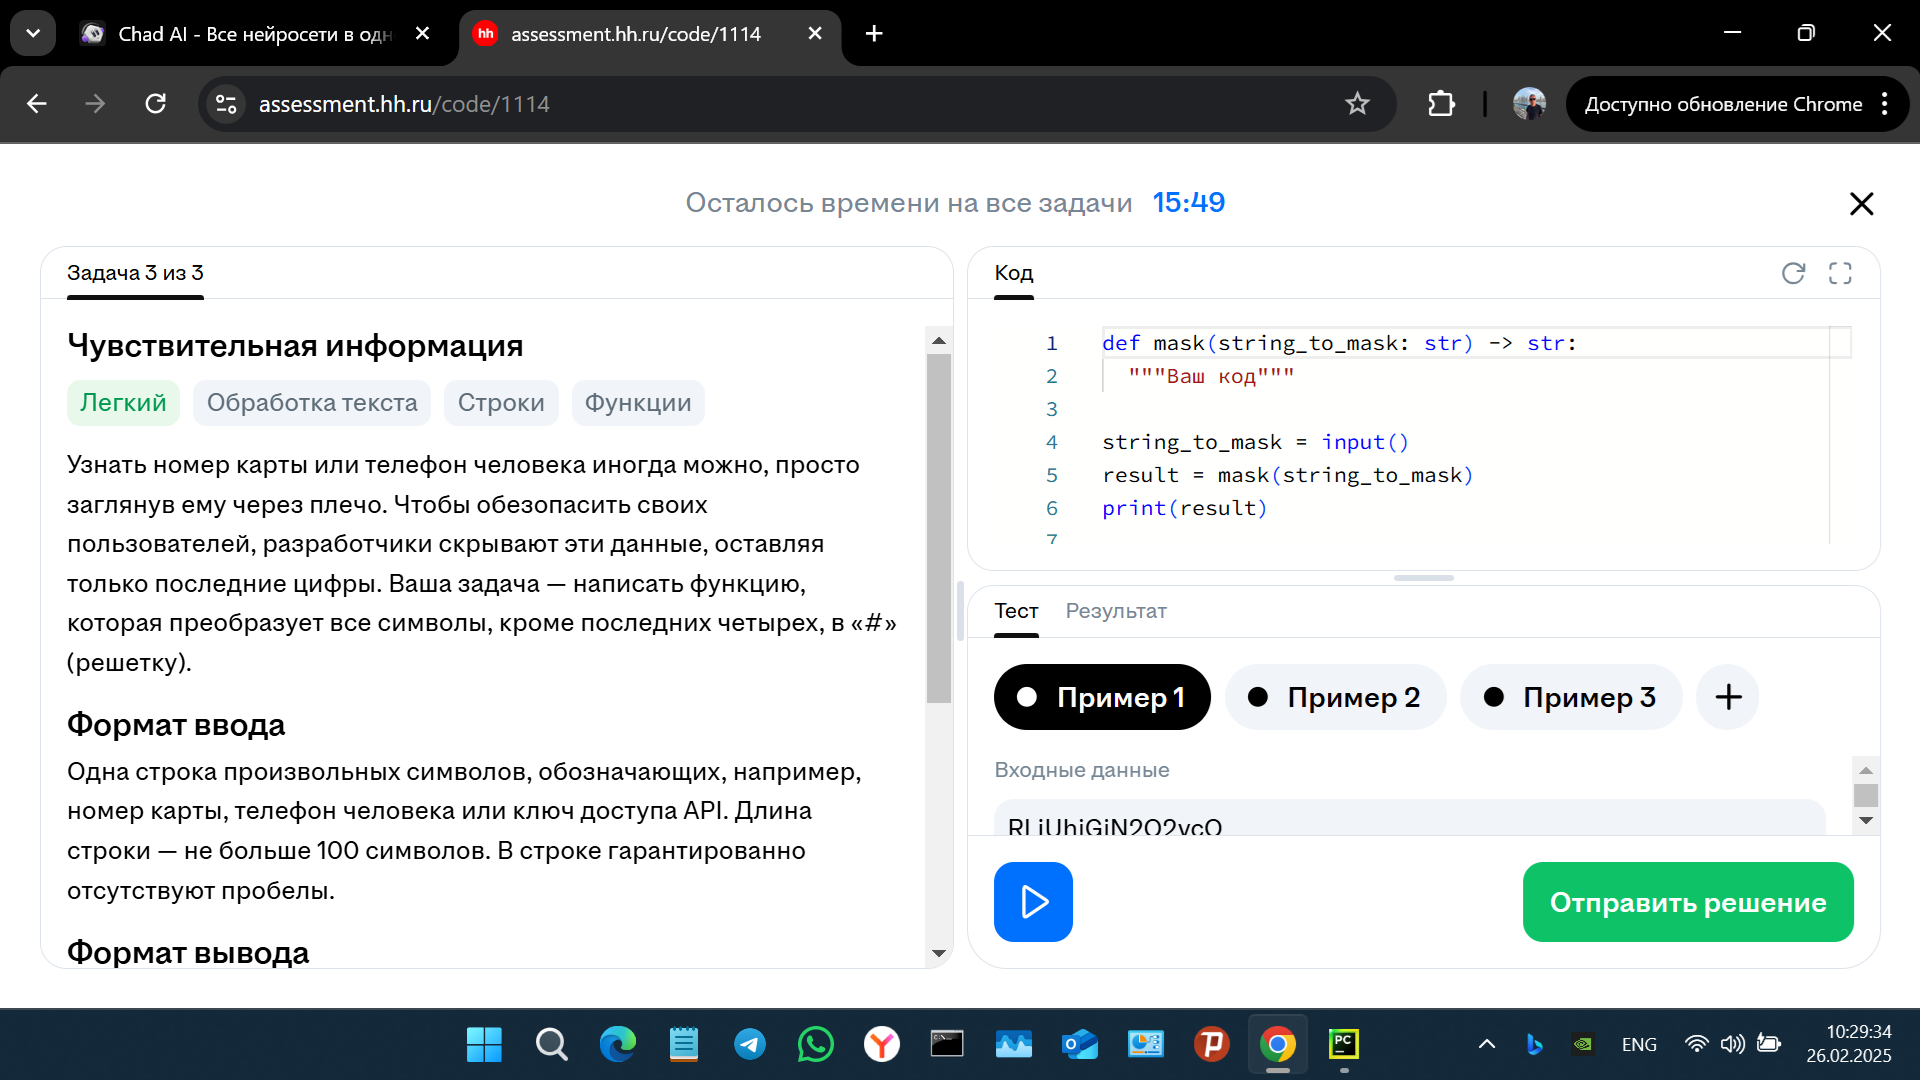 Chad AI - Все нейросети в одн
assessment.hh.ru/code/1114
assessment.hh.ru/code/1114
Доступно обновление Chrome
Осталось времени на все задачи 15:49
Задача 3 из 3
Чувствительная информация
Легкий Обработка текста Строки Функции
Узнать номер карты или телефон человека иногда можно, просто
заглянув ему через плечо. Чтобы обезопасить своих
пользователей, разработчики скрывают эти данные, оставляя
только последние цифры. Ваша задача — написать функцию,
которая преобразует все символы, кроме последних четырех, в «#»
(решетку).
Формат ввода
Одна строка произвольных символов, обозначающих, например,
номер карты, телефон человека или ключ доступа API. Длина
строки — не больше 100 символов. В строке гарантированно
отсутствуют пробелы.
Формат вывода
Код
1 def mask(string_to_mask: str) -> str:
2 """Ваш код"""
3
4 string_to_mask = input()
5 result = mask(string_to_mask)
6 print(result)
7
Тест Результат
Пример 1 Пример 2 Пример 3
Входные данные
Отправить решение
hh
PC
ENG
10:29:34
26.02.2025